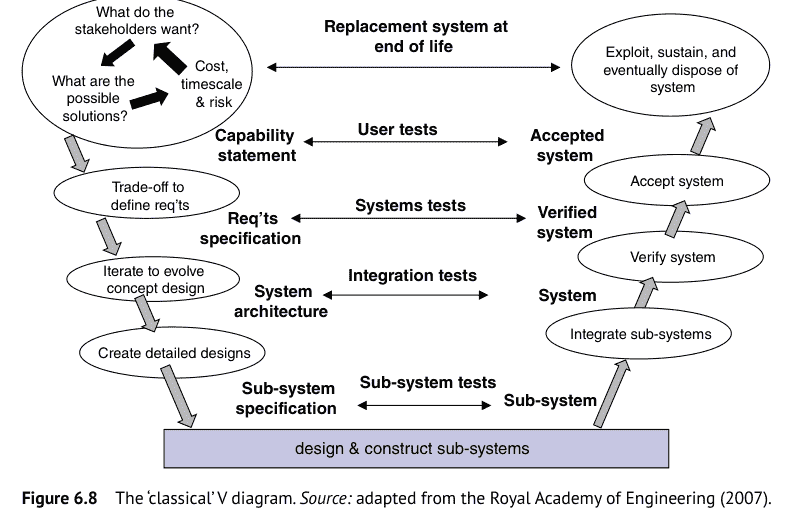 What do the
stakeholders want?
What are the
possible
solutions?
Cost,
timescale
& risk
Replacement system at
end of life
Exploit, sustain, and
eventually dispose of
system
Capability
statement
User tests
Accepted
system
Trade-off to
define req'ts
Accept system
Req'ts
specification
Systems tests
Verified
system
Iterate to evolve
concept design
Verify system
System
architecture
Integration tests
System
Create detailed designs
Integrate sub-systems
Sub-system
specification
Sub-system tests
Sub-system
design & construct sub-systems
Figure 6.8 The ‘classical’ V diagram. Source: adapted from the Royal Academy of Engineering (2007).